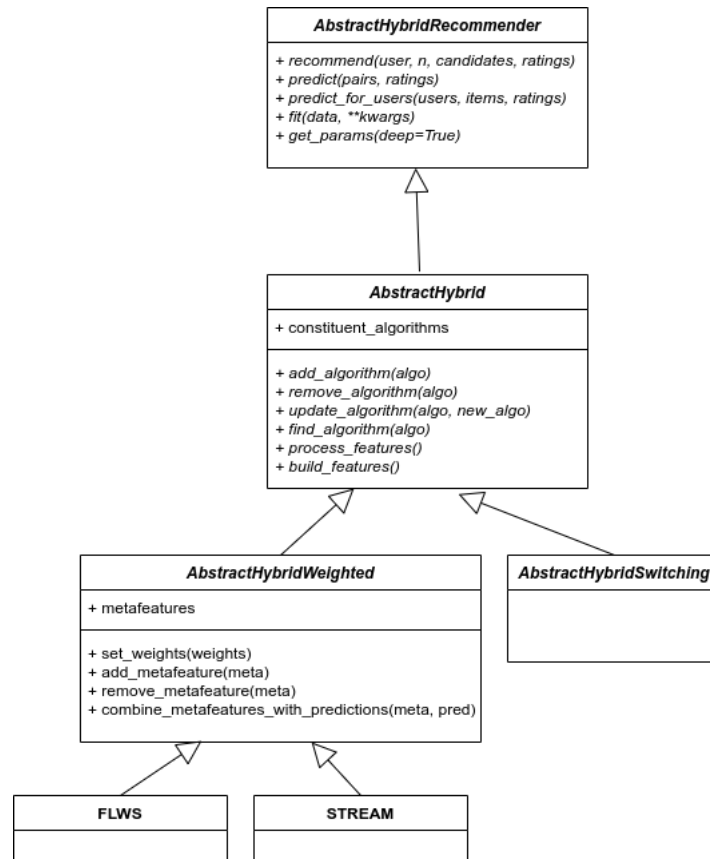 AbstractHybridRecommender
+ recommend(user, n, candidates, ratings)
+ predict(pairs, ratings)
+ predict_for_users(users, items, ratings)
+ fit(data, **kwargs)
+ get_params(deep=True)
AbstractHybrid
+ constituent_algorithms
+ add_algorithm(algo)
+ remove_algorithm(algo)
+ update_algorithm(algo, new_algo)
+ find_algorithm(algo)
+ process_features()
+ build_features()
AbstractHybridWeighted
+ metafeatures
+ set_weights(weights)
+ add_metafeature(meta)
+ remove_metafeature(meta)
+ combine_metafeatures_with_predictions(meta, pred)
AbstractHybridSwitching
FLWS
STREAM